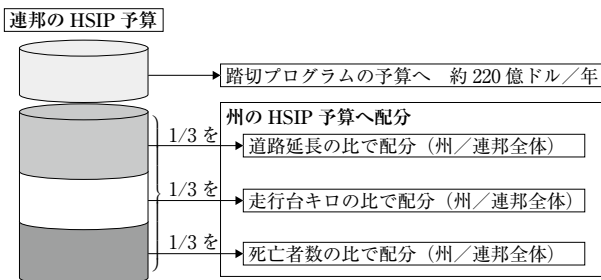 連邦の HSIP 予算
踏切プログラムの予算へ 約 220 億ドル／年
州の HSIP 予算へ配分
1/3 を
道路延長の比で配分（州／連邦全体）
1/3 を
走行台キロの比で配分（州／連邦全体）
1/3 を
死亡者数の比で配分（州／連邦全体）